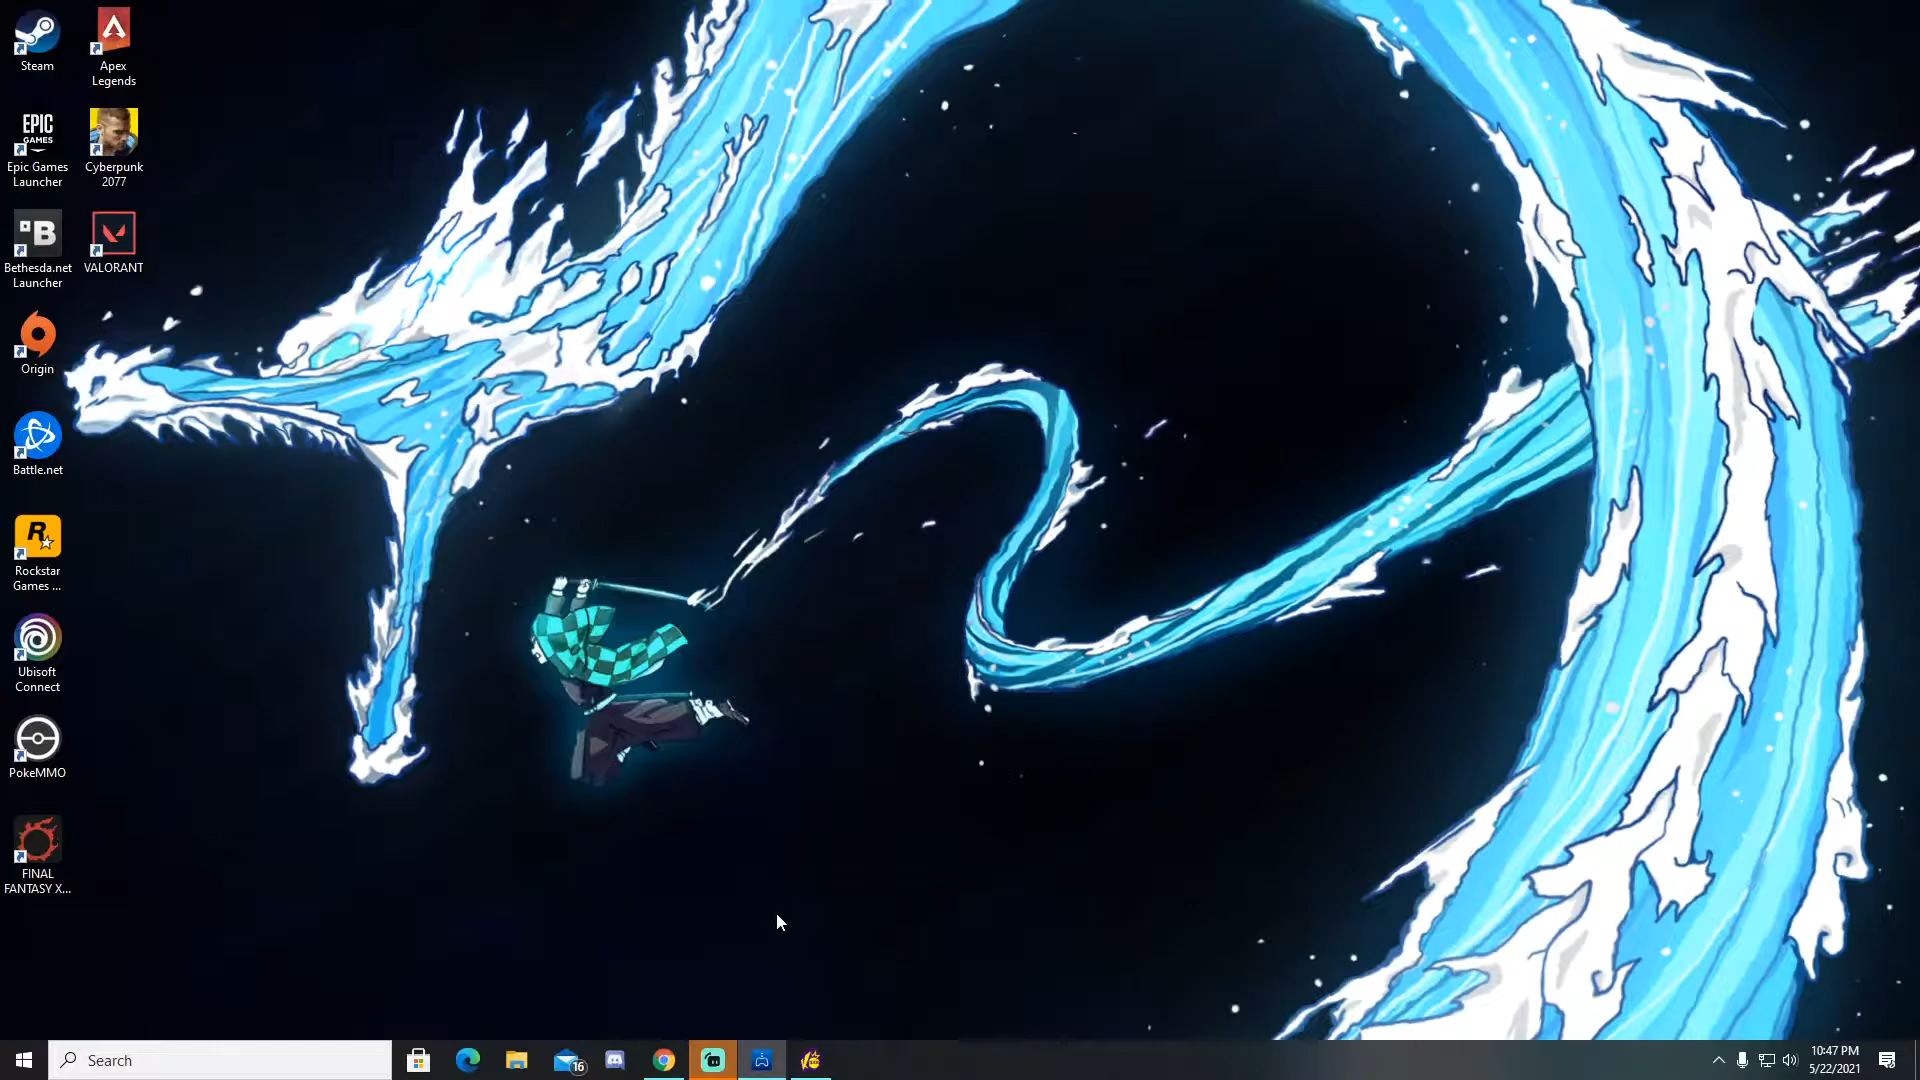 Steam
Apex
Legends
EPIC
GAMES
Epic Games
Launcher
Cyberpunk
2077
B
Bethesda.net
Launcher
VALORANT
Origin
Battle.net
R
Rockstar
Games ...
Ubisoft
Connect
PokeMMO
FINAL
FANTASY X...
Search
16
10:47 PM
5/22/2021